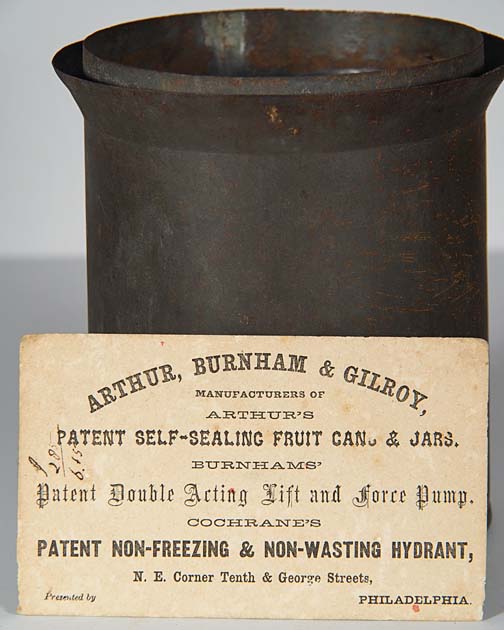 ARTHUR, BURNHAM & GILROY,
MANUFACTURERS OF
ARTHUR'S
PATENT SELF-SEALING FRUIT CANS & JARS.
BURNHAMS'
Patent Double Acting Lift and Force Pump.
COCHRANE'S
PATENT NON-FREEZING & NON-WASTING HYDRANT,
N. E. Corner Tenth & George Streets,
Presented by PHILADELPHIA.